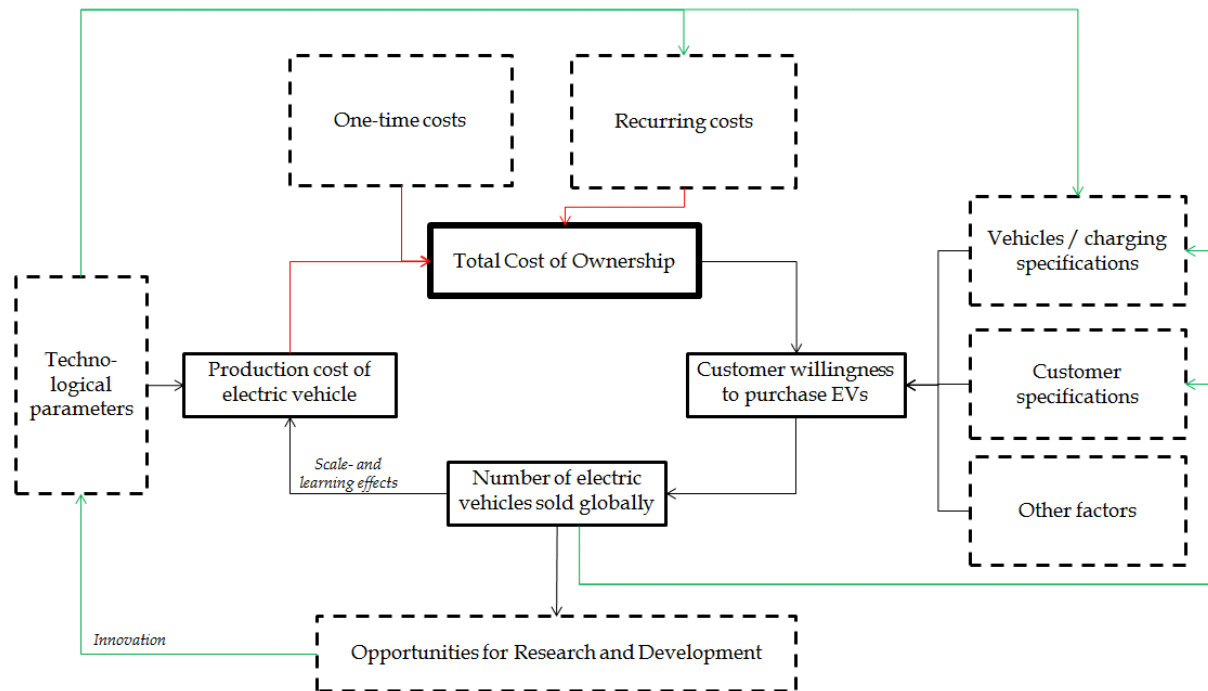 One-time costs
Recurring costs
Total Cost of Ownership
Vehicles / charging
specifications
Techno-
logical
parameters
Production cost of
electric vehicle
Customer willingness
to purchase EVs
Customer
specifications
Scale- and
learning effects
Number of electric
vehicles sold globally
Other factors
Innovation
Opportunities for Research and Development